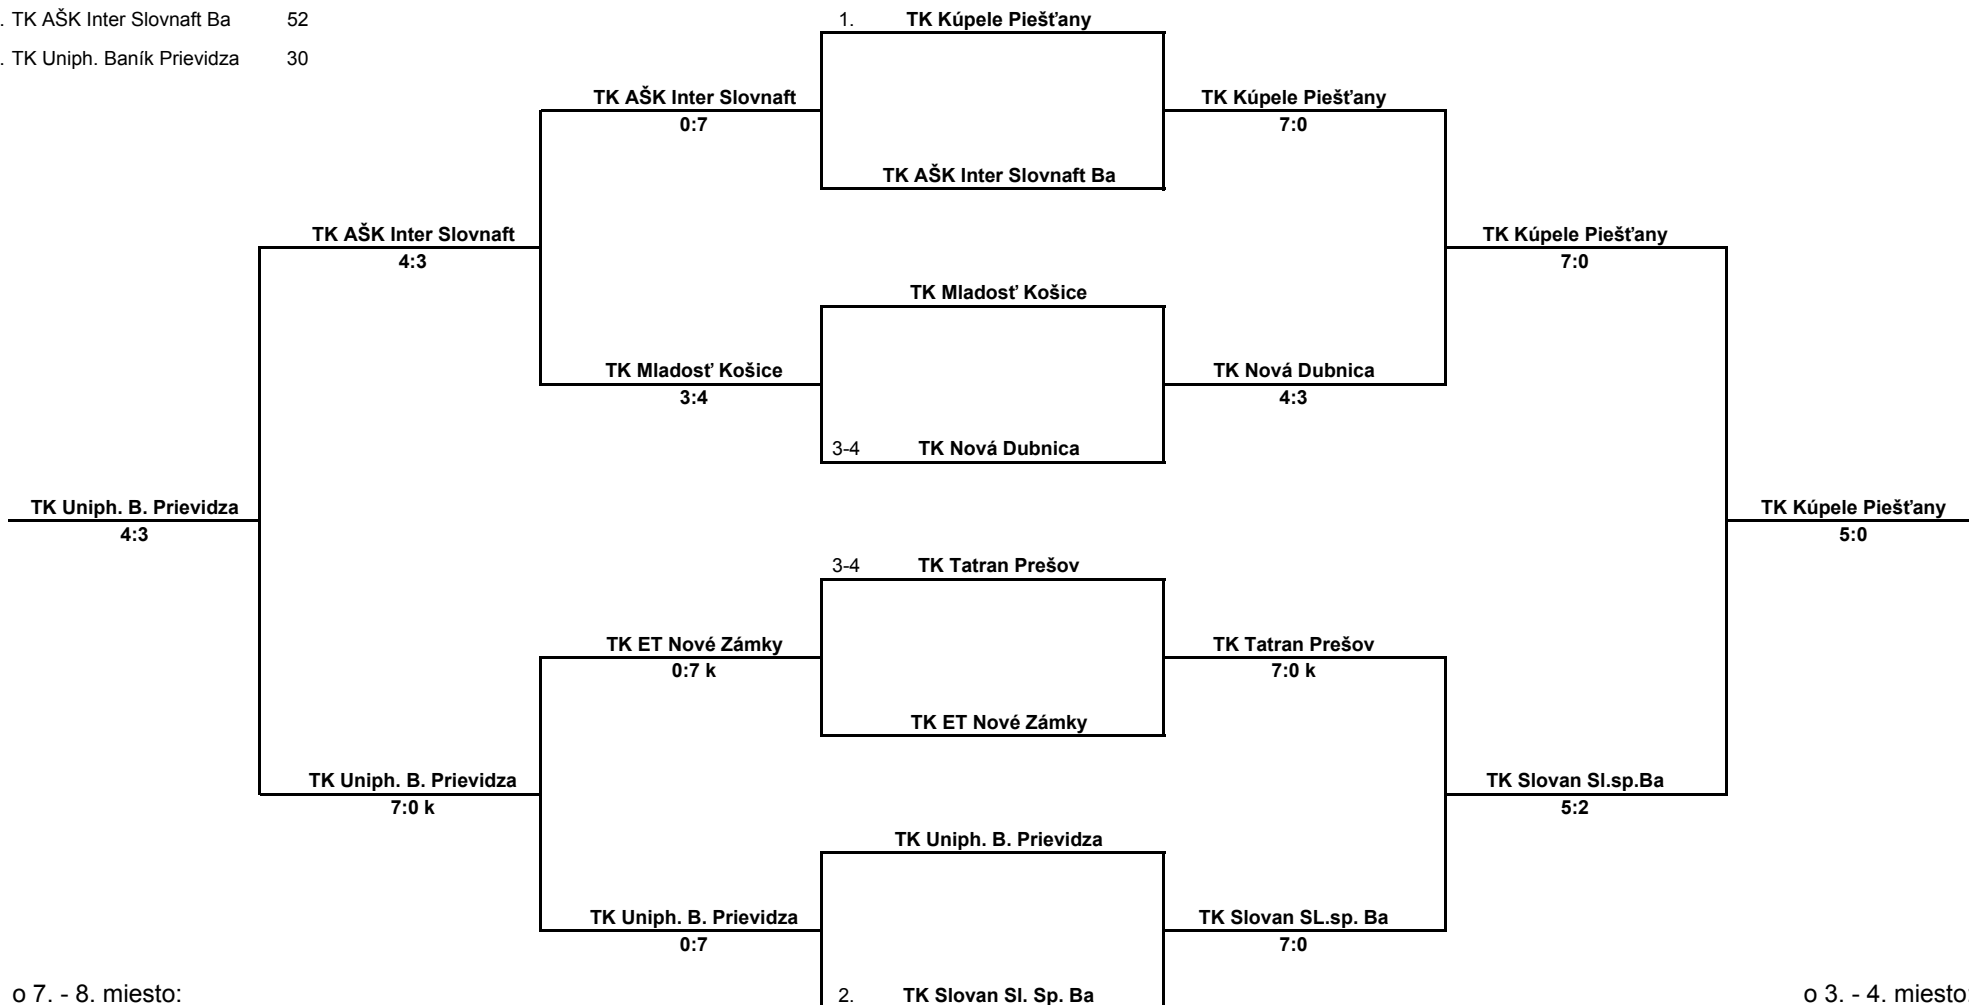 . TK AŠK Inter Slovnaft Ba 52
1. TK Kúpele Piešťany
. TK Uniph. Baník Prievidza 30
TK AŠK Inter Slovnaft
TK Kúpele Piešťany
0:7
7:0
TK AŠK Inter Slovnaft Ba
TK AŠK Inter Slovnaft
TK Kúpele Piešťany
4:3
7:0
TK Mladosť Košice
TK Mladosť Košice
TK Nová Dubnica
3:4
4:3
3-4 TK Nová Dubnica
TK Uniph. B. Prievidza
TK Kúpele Piešťany
4:3
5:0
3-4 TK Tatran Prešov
TK ET Nové Zámky
TK Tatran Prešov
0:7 k
7:0 k
TK ET Nové Zámky
TK Uniph. B. Prievidza
TK Slovan Sl.sp.Ba
7:0 k
5:2
TK Uniph. B. Prievidza
TK Uniph. B. Prievidza
TK Slovan SL.sp. Ba
0:7
7:0
o 7. - 8. miesto:
2. TK Slovan Sl. Sp. Ba
o 3. - 4. miesto: